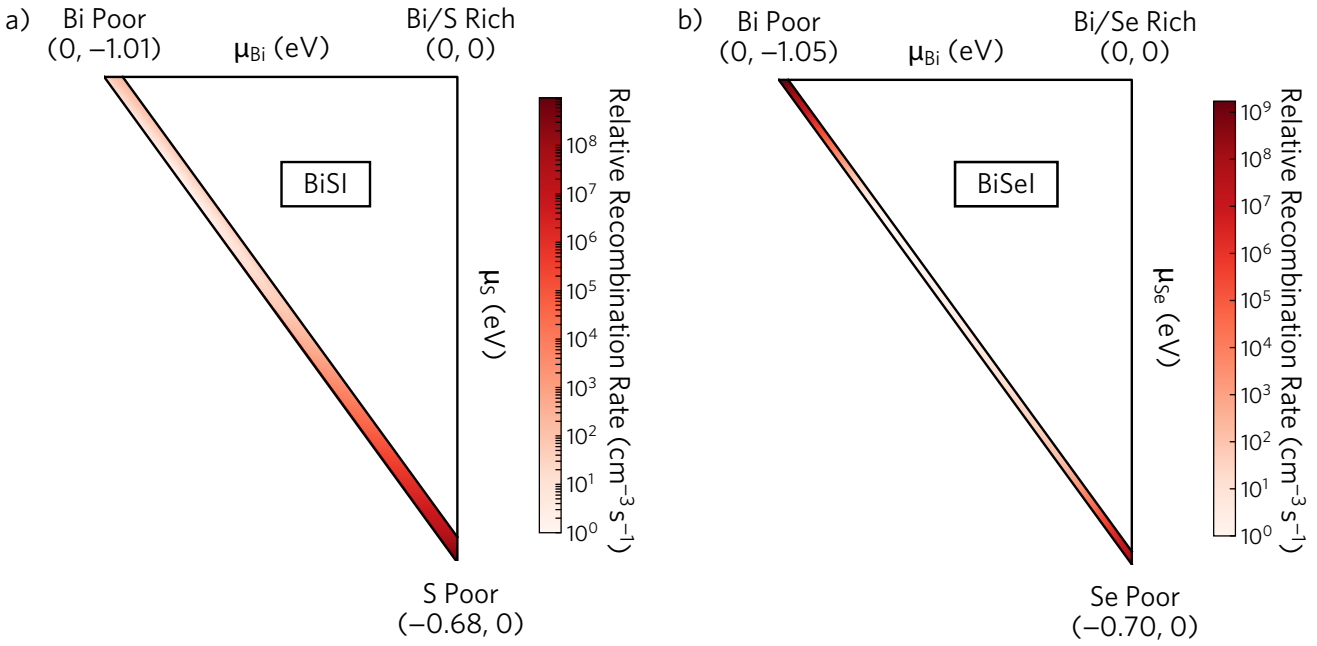 a)
Bi Poor
(0, −1.01)
μBi (eV)
Bi/S Rich
(0, 0)
BiSI
μS (eV)
S Poor
(−0.68, 0)
10⁸
10⁷
10⁶
10⁵
10⁴
10³
10²
10¹
10⁰
Relative Recombination Rate (cm⁻³s⁻¹)
b)
Bi Poor
(0, −1.05)
μBi (eV)
Bi/Se Rich
(0, 0)
BiSeI
μSe (eV)
Se Poor
(−0.70, 0)
10⁹
10⁸
10⁷
10⁶
10⁵
10⁴
10³
10²
10¹
10⁰
Relative Recombination Rate (cm⁻³s⁻¹)